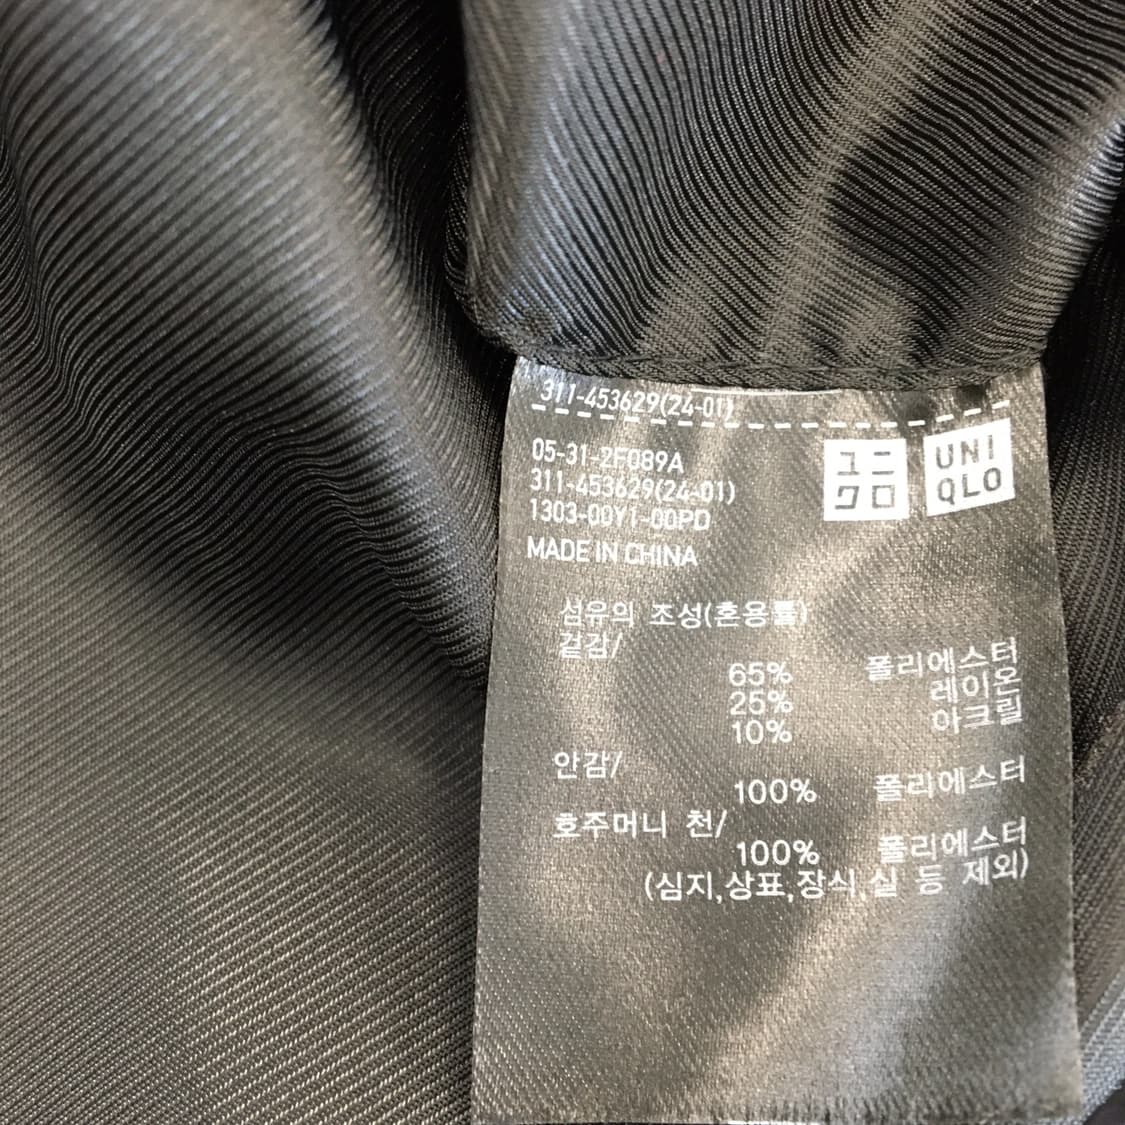 311-453629(24-01)
05-31-2F089A
311-453629(24-01)
1303-00Y1-00PD
MADE IN CHINA
ユニ
クロ
UNI
QLO
섬유의 조성(혼용률)
겉감/
65% 폴리에스터
25% 레이온
10% 아크릴
안감/
100% 폴리에스터
호주머니 천/
100% 폴리에스터
(심지,상표,장식,실 등 제외)